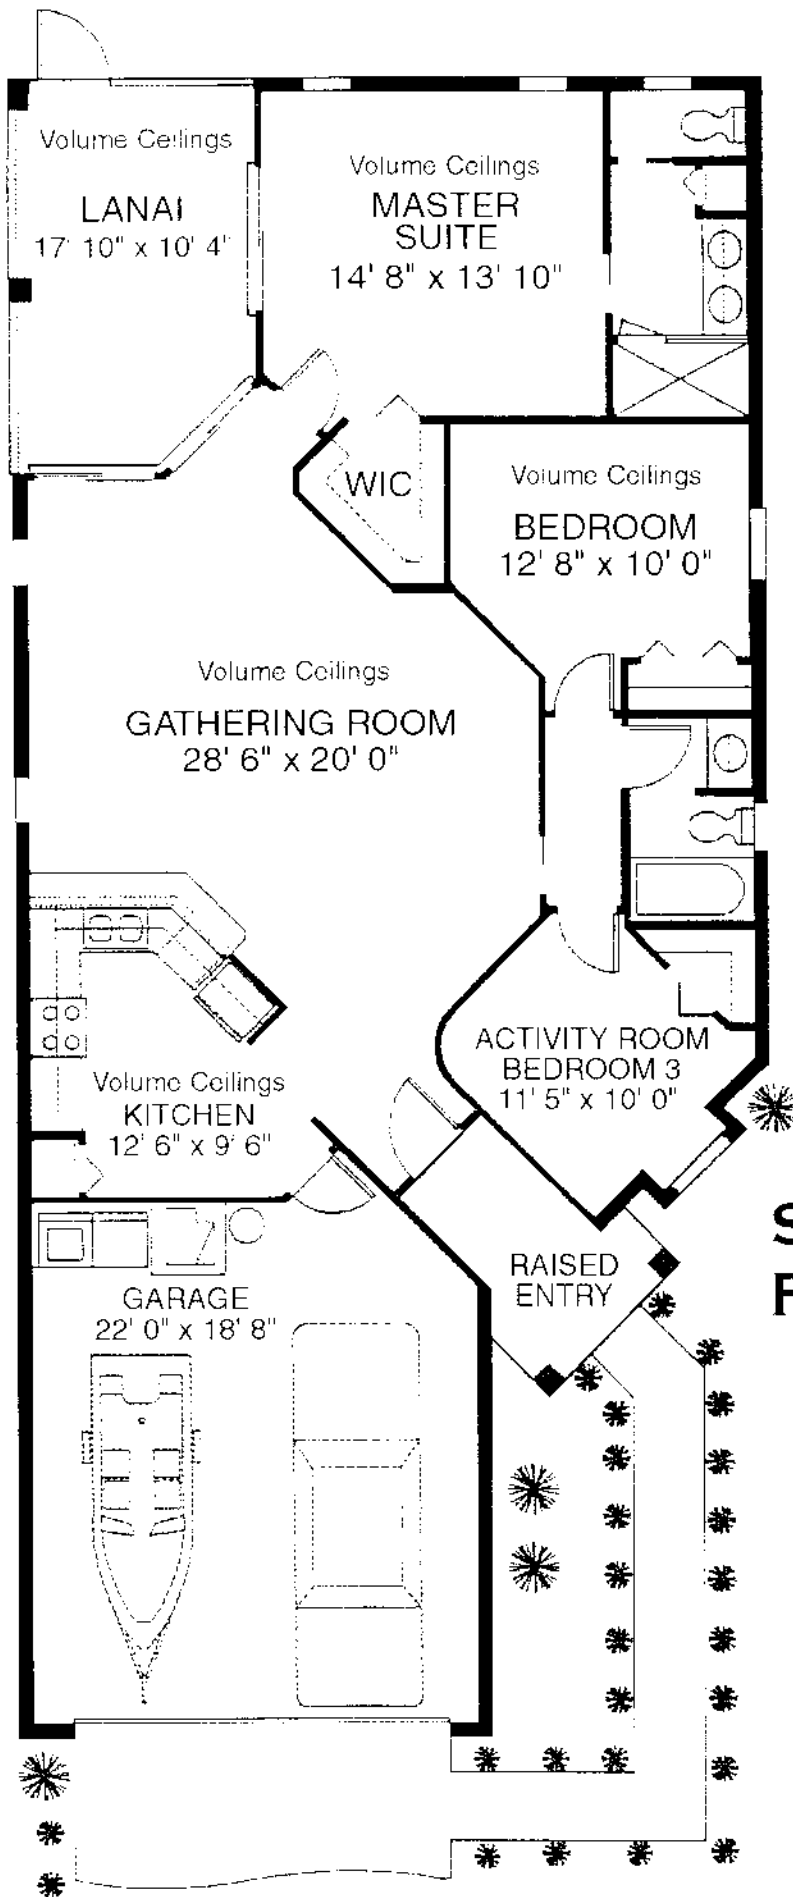 Volume Ceilings
LANAI
17' 10" x 10' 4"
Volume Ceilings
MASTER
SUITE
14' 8" x 13' 10"
WIC
Volume Ceilings
BEDROOM
12' 8" x 10' 0"
Volume Ceilings
GATHERING ROOM
28' 6" x 20' 0"
ACTIVITY ROOM
BEDROOM 3
11' 5" x 10' 0"
Volume Ceilings
KITCHEN
12' 6" x 9' 6"
RAISED
ENTRY
GARAGE
22' 0" x 18' 8"